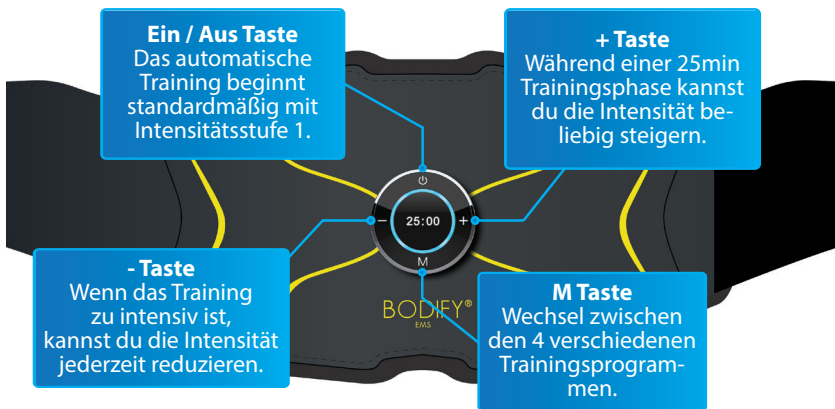 Ein / Aus Taste
Das automatische
Training beginnt
standardmäßig mit
Intensitätsstufe 1.
+ Taste
Während einer 25min
Trainingsphase kannst
du die Intensität be-
liebig steigern.
- 25:00 +
M
- Taste
Wenn das Training
zu intensiv ist,
kannst du die Intensität
jederzeit reduzieren.
BODIFY®
EMS
M Taste
Wechsel zwischen
den 4 verschiedenen
Trainingsprogram-
men.